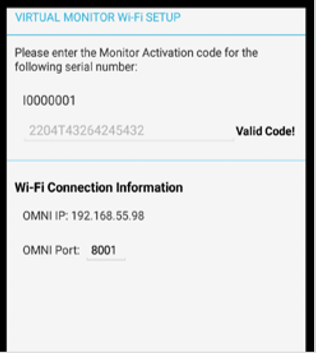 VIRTUAL MONITOR Wi-Fi SETUP
Please enter the Monitor Activation code for the
following serial number:
I0000001
2204T43264245432
Valid Code!
Wi-Fi Connection Information
OMNI IP: 192.168.55.98
OMNI Port: 8001